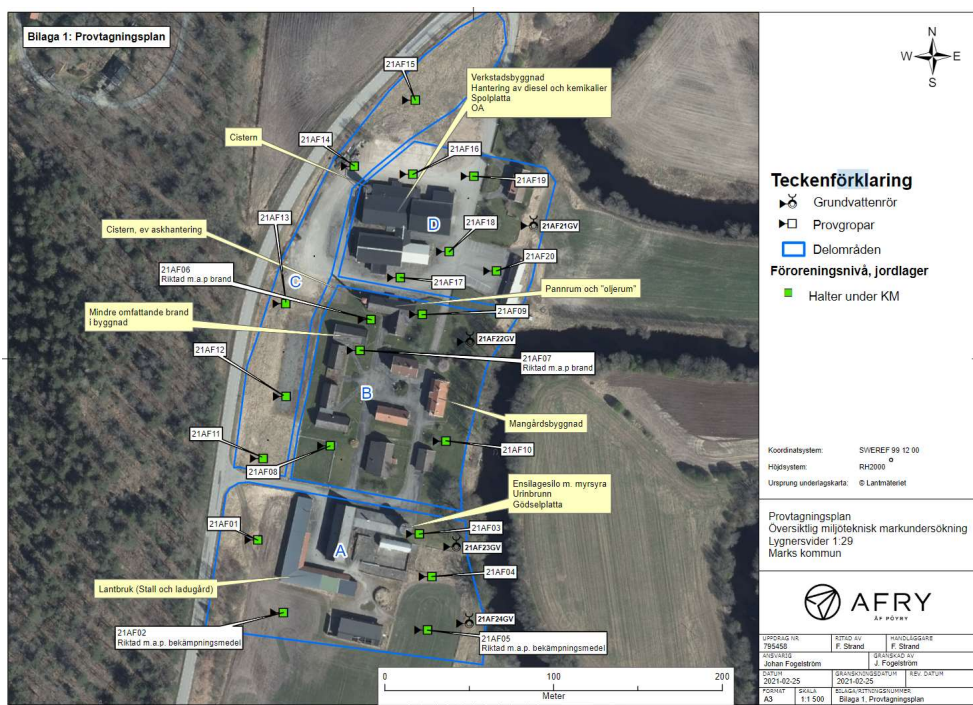 Bilaga 1: Provtagningsplan
21AF15
Verkstadsbyggnad
Hantering av diesel och kemikalier
Spolplatta
OA
Cistern
21AF14
21AF16
21AF19
D
21AF21GV
21AF18
21AF13
Cistern, ev askhantering
21AF20
21AF06
Riktad m.a.p brand
C
21AF17
Pannrum och "oljerum"
21AF09
Mindre omfattande brand
i byggnad
21AF22GV
21AF07
Riktad m.a.p brand
21AF12
B
Mangårdsbyggnad
21AF11
21AF08
21AF10
Ensilagesilo m. myrsyra
Urinbrunn
Gödselplatta
21AF01
21AF03
21AF23GV
A
21AF04
Lantbruk (Stall och ladugård)
21AF24GV
21AF02
Riktad m.a.p. bekämpningsmedel
21AF05
Riktad m.a.p. bekämpningsmedel
0 100 200
Meter
N
W E
S
Teckenförklaring
Grundvattenrör
Provgropar
Delområden
Föroreningsnivå, jordlager
Halter under KM
Koordinatsystem: SWEREF 99 12 00
Höjdsystem: RH2000
Ursprung underlagskarta: © Lantmäteriet
Provtagningsplan
Översiktlig miljöteknisk markundersökning
Lygnersvider 1:29
Marks kommun
AFRY
ÅF PÖYRY
UPPDRAG NR. RITAD AV HANDLÄGGARE
795458 F. Strand F. Strand
ANSVARIG GRANSKAD AV
Johan Fogelström J. Fogelström
DATUM GRANSKNINGSDATUM REV. DATUM
2021-02-25 2021-02-25
FORMAT SKALA BILAGA/RITNINGSNUMMER
A3 1:1 500 Bilaga 1, Provtagningsplan